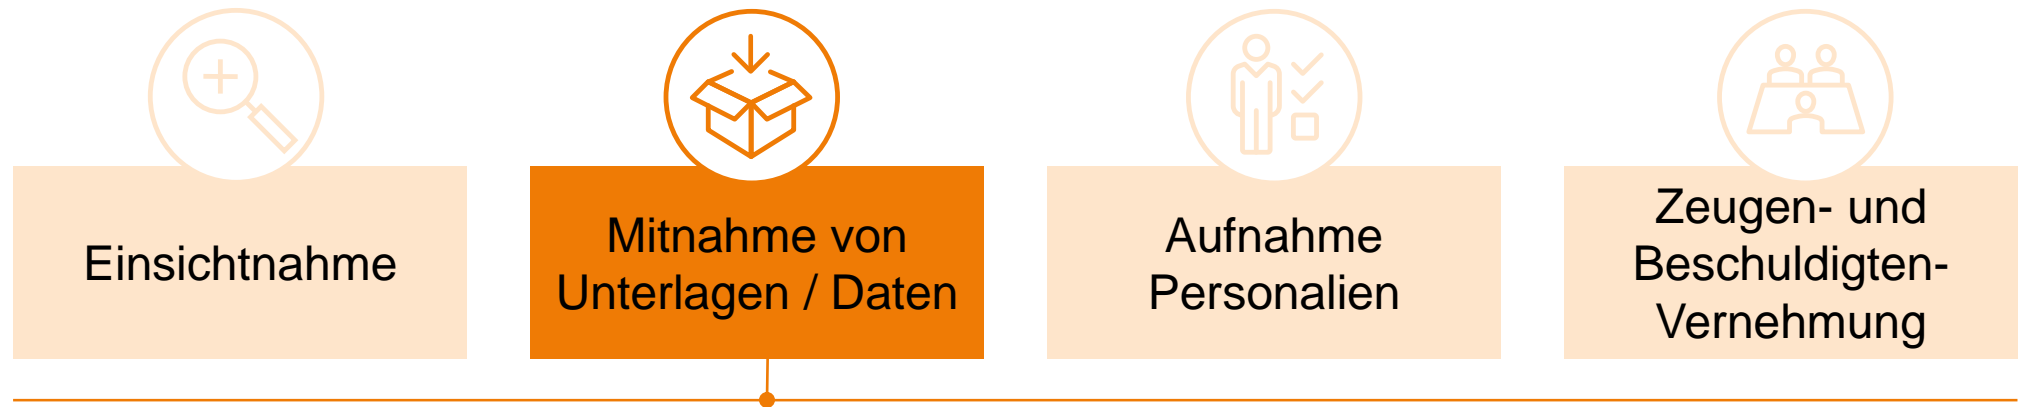 Einsichtnahme
Mitnahme von
Unterlagen / Daten
Aufnahme
Personalien
Zeugen- und
Beschuldigten-
Vernehmung